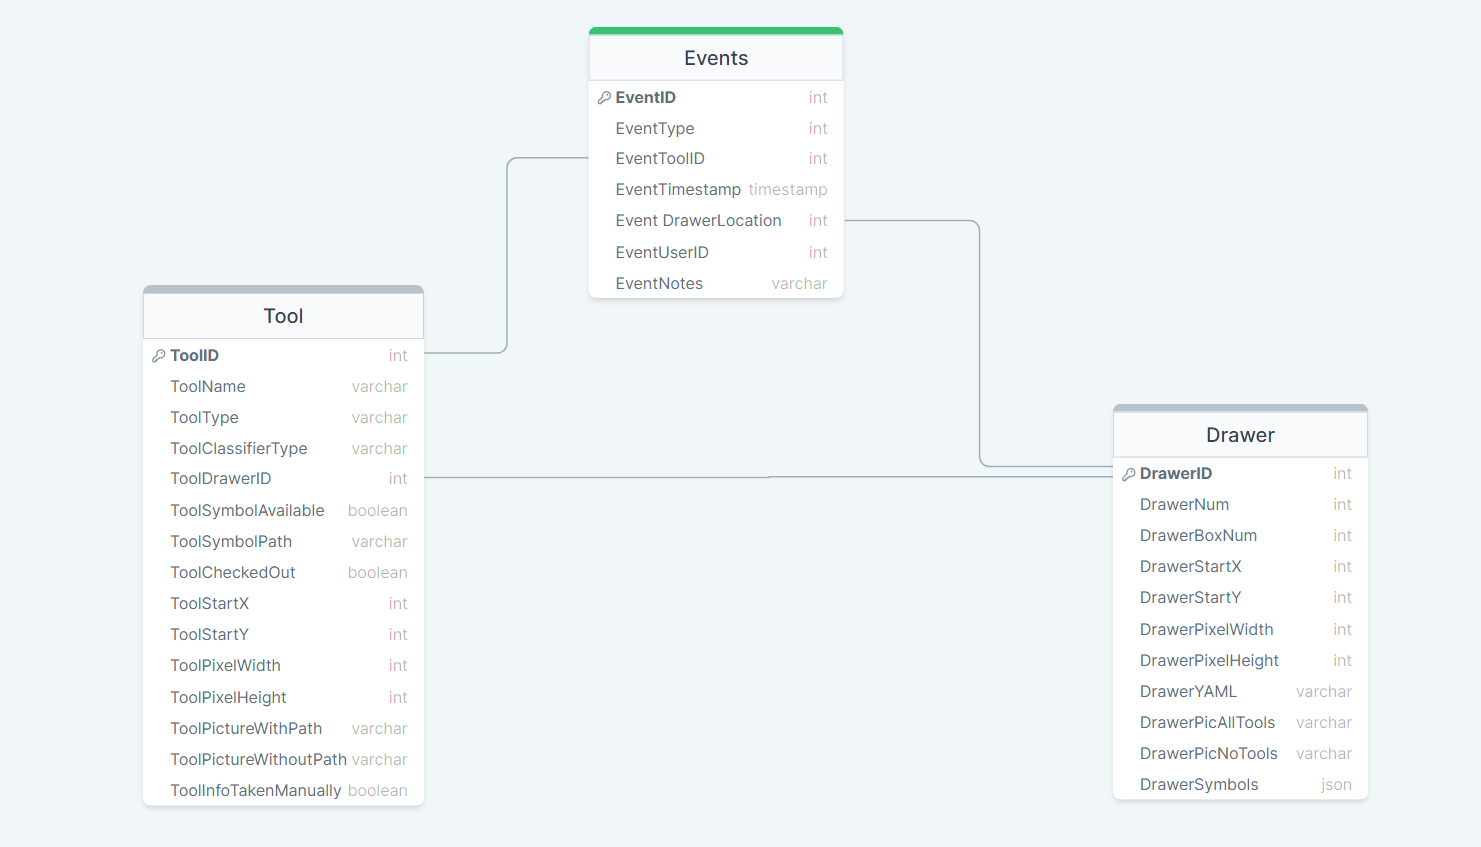 Events
EventID int
EventType int
EventToolID int
EventTimestamp timestamp
Event DrawerLocation int
EventUserID int
EventNotes varchar
Tool
ToolID int
ToolName varchar
ToolType varchar
ToolClassifierType varchar
ToolDrawerID int
ToolSymbolAvailable boolean
ToolSymbolPath varchar
ToolCheckedOut boolean
ToolStartX int
ToolStartY int
ToolPixelWidth int
ToolPixelHeight int
ToolPictureWithPath varchar
ToolPictureWithoutPath varchar
ToolInfoTakenManually boolean
Drawer
DrawerID int
DrawerNum int
DrawerBoxNum int
DrawerStartX int
DrawerStartY int
DrawerPixelWidth int
DrawerPixelHeight int
DrawerYAML varchar
DrawerPicAllTools varchar
DrawerPicNoTools varchar
DrawerSymbols json